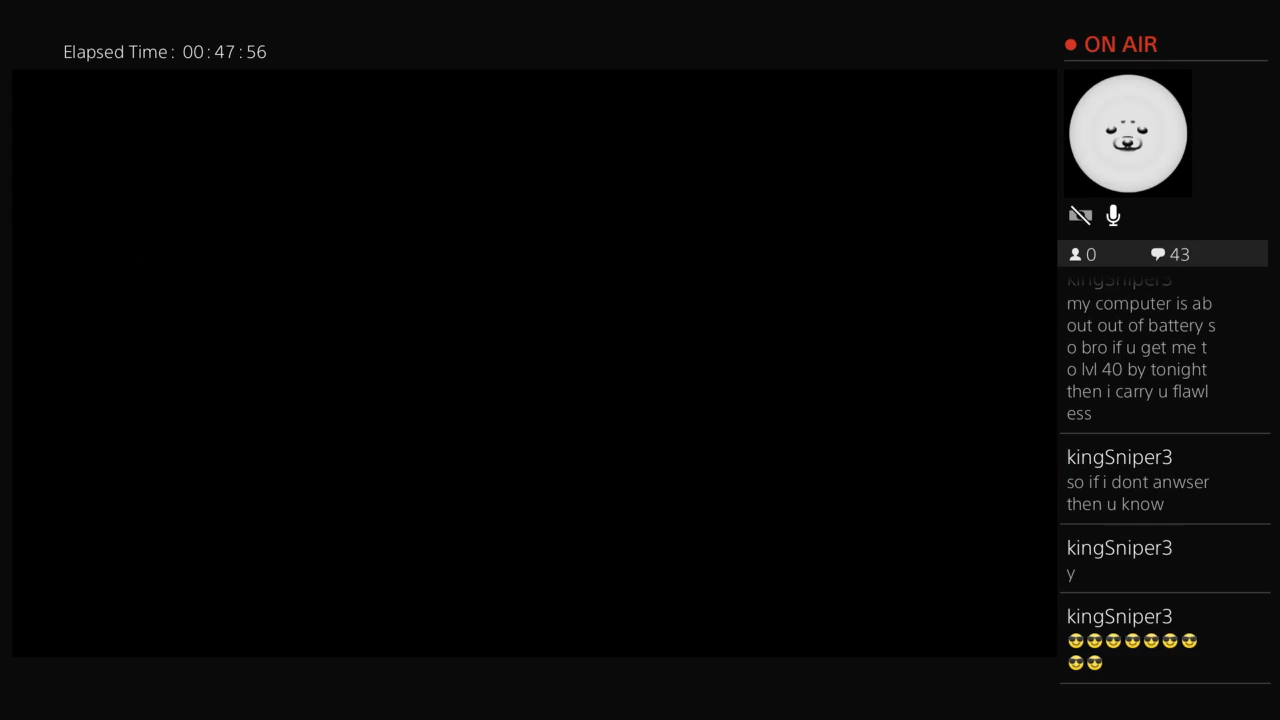 Elapsed Time: 00:47:56
ON AIR
0 43
kingSniper3
my computer is ab
out out of battery s
o bro if u get me t
o lvl 40 by tonight
then i carry u flawl
ess
kingSniper3
so if i dont anwser
then u know
kingSniper3
y
kingSniper3
😎😎😎😎😎😎😎
😎😎